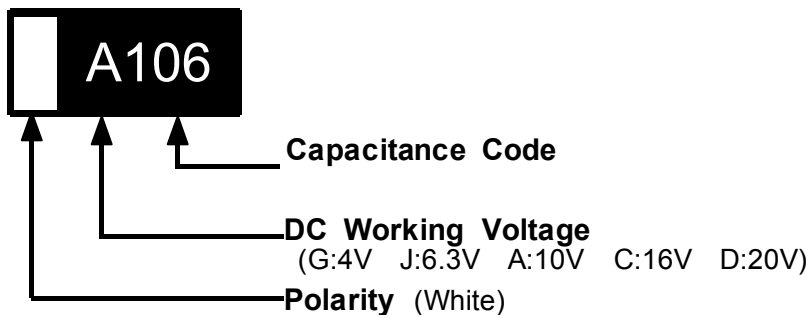 A106
Capacitance Code
DC Working Voltage
(G:4V J:6.3V A:10V C:16V D:20V)
Polarity (White)